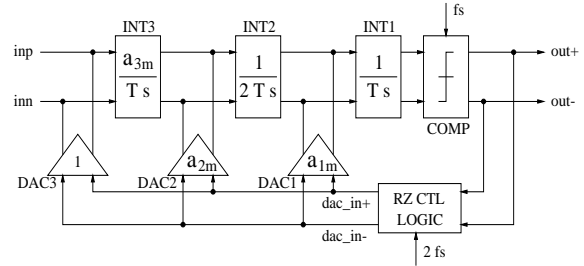 fs
INT3
INT2
INT1
inp
a3m
T s
1
2 T s
1
T s
out+
inn
out-
COMP
1
a2m
a1m
DAC3
DAC2
DAC1
dac_in+
dac_in-
RZ CTL
LOGIC
2 fs